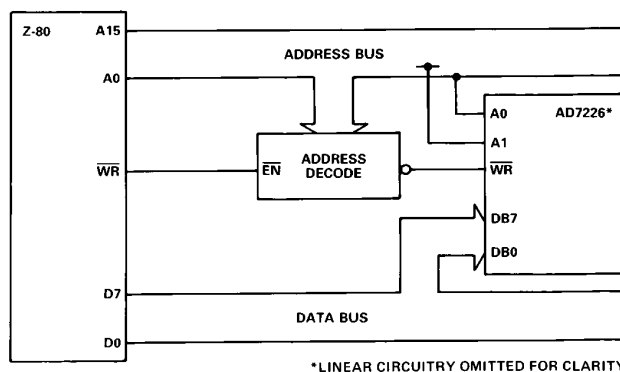 Z-80
A15
ADDRESS BUS
A0
A0
AD7226*
A1
WR
EN
ADDRESS
DECODE
WR
DB7
DB0
D7
DATA BUS
D0
*LINEAR CIRCUITRY OMITTED FOR CLARITY